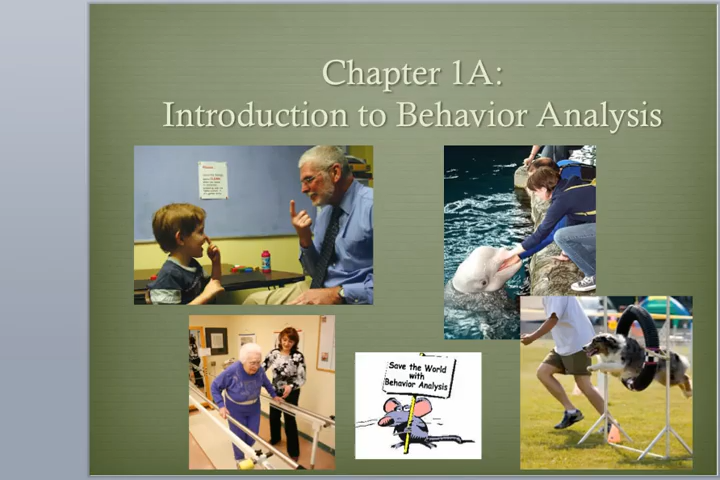 Chapter 1A:
Introduction to Behavior Analysis
Save the World
with
Behavior Analysis